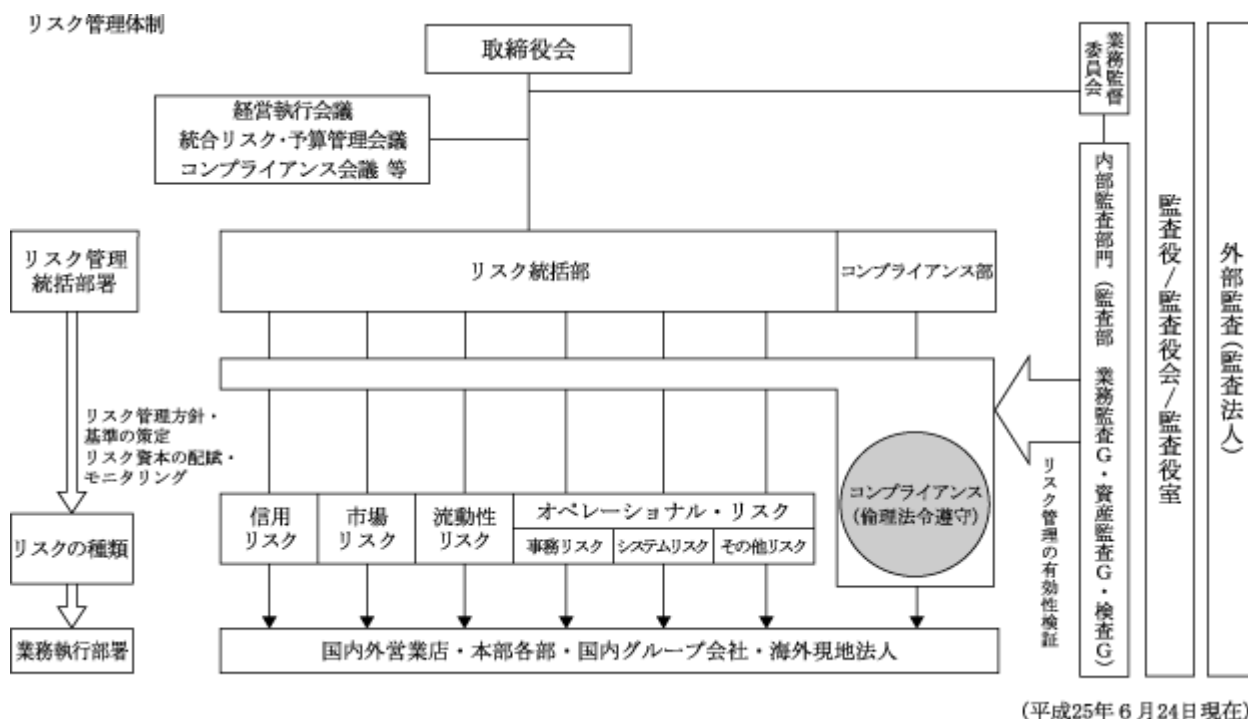 リスク管理体制
取締役会
経営執行会議
統合リスク・予算管理会議
コンプライアンス会議 等
リスク管理
統括部署
リスク統括部
コンプライアンス部
リスク管理方針・
基準の策定
リスク資本の配賦・
モニタリング
リスクの種類
信用
リスク
市場
リスク
流動性
リスク
オペレーショナル・リスク
事務リスク
システムリスク
その他リスク
コンプライアンス
(倫理法令遵守)
業務執行部署
国内外営業店・本部各部・国内グループ会社・海外現地法人
業務監督
委員会
内部監査部門(監査部 業務監査G・資産監査G・検査G)
リスク管理の有効性検証
監査役/監査役会/監査役室
外部監査(監査法人)
(平成25年6月24日現在)